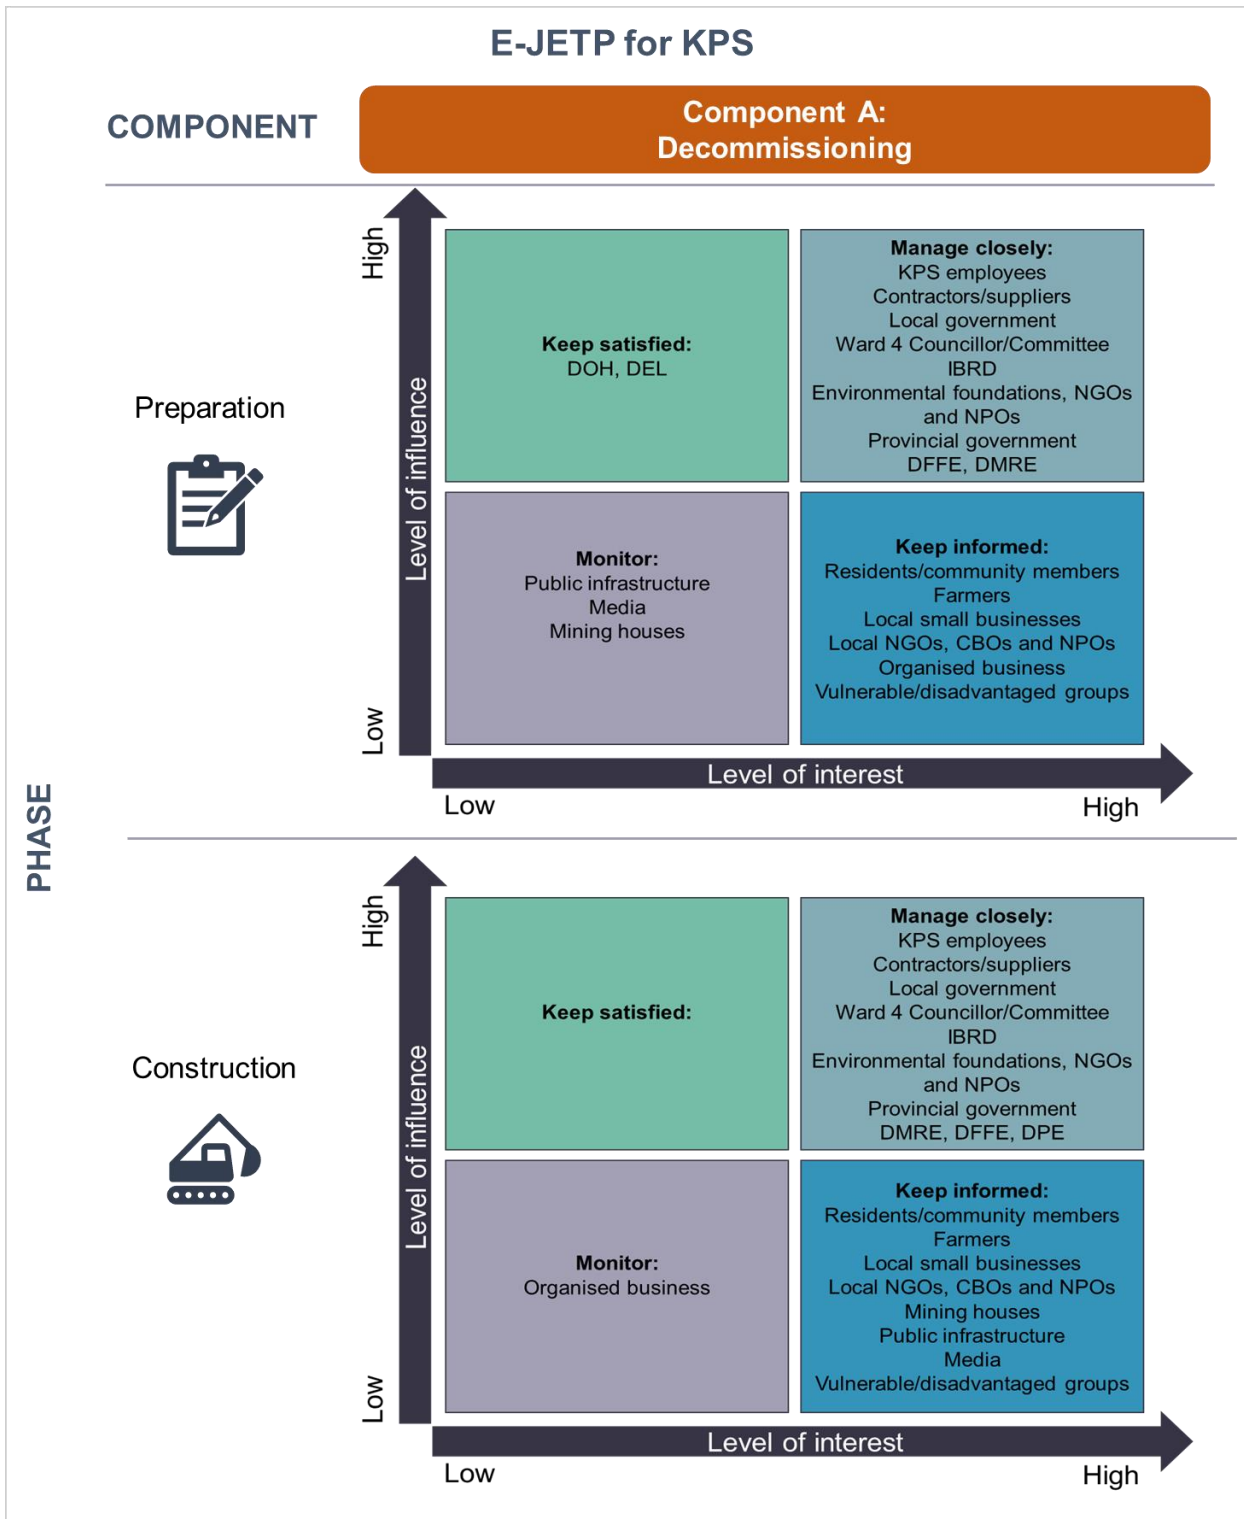 E-JETP for KPS
COMPONENT
Component A:
Decommissioning
PHASE
Preparation
High
Level of influence
Low
Keep satisfied:
DOH, DEL
Manage closely:
KPS employees
Contractors/suppliers
Local government
Ward 4 Councillor/Committee
IBRD
Environmental foundations, NGOs
and NPOs
Provincial government
DFFE, DMRE
Monitor:
Public infrastructure
Media
Mining houses
Keep informed:
Residents/community members
Farmers
Local small businesses
Local NGOs, CBOs and NPOs
Organised business
Vulnerable/disadvantaged groups
Level of interest
Low
High
Construction
High
Level of influence
Low
Keep satisfied:
Manage closely:
KPS employees
Contractors/suppliers
Local government
Ward 4 Councillor/Committee
IBRD
Environmental foundations, NGOs
and NPOs
Provincial government
DMRE, DFFE, DPE
Monitor:
Organised business
Keep informed:
Residents/community members
Farmers
Local small businesses
Local NGOs, CBOs and NPOs
Mining houses
Public infrastructure
Media
Vulnerable/disadvantaged groups
Level of interest
Low
High